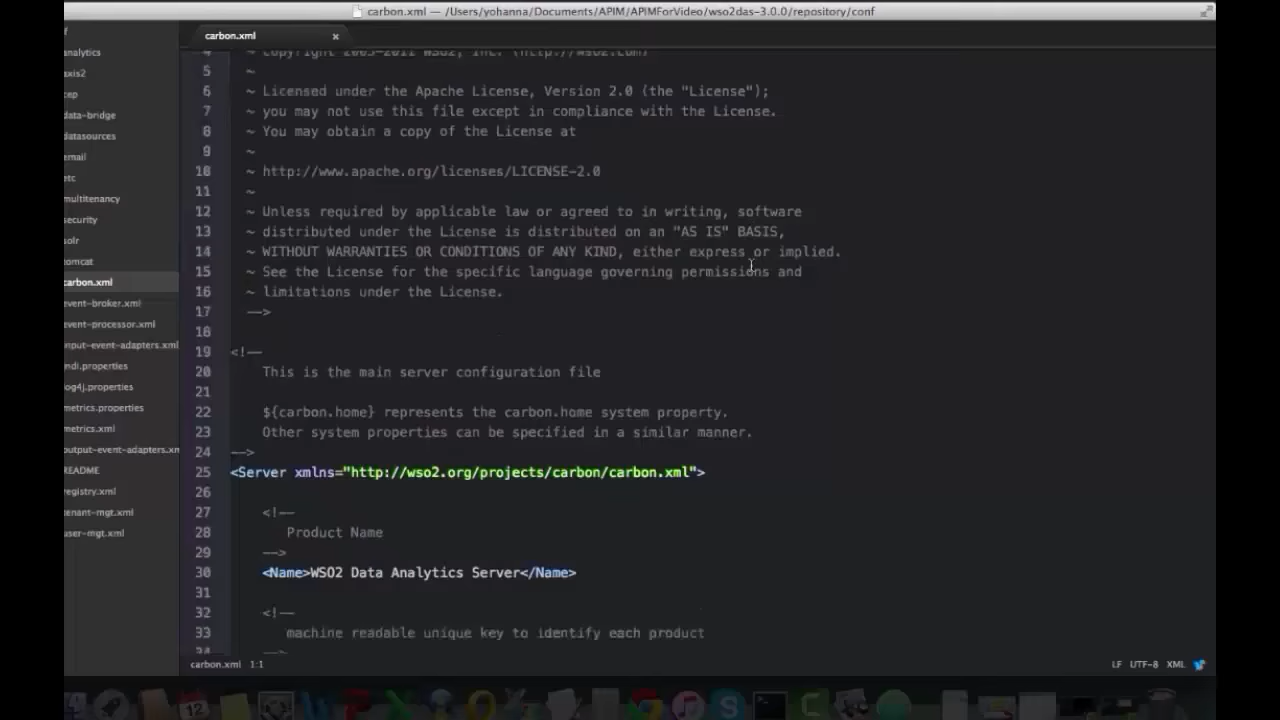 carbon.xml — /Users/yohanna/Documents/APIM/APIMForVideo/wso2das-3.0.0/repository/conf
carbon.xml ×
f
analytics
axis2
cep
data-bridge
datasources
email
etc
multitenancy
security
solr
tomcat
carbon.xml
event-broker.xml
event-processor.xml
input-event-adapters.xml
jndi.properties
log4j.properties
metrics.properties
metrics.xml
output-event-adapters.xm
README
registry.xml
tenant-mgt.xml
user-mgt.xml
4 ~ Copyright 2005-2011 WSO2, Inc. (http://wso2.com)
5 ~
6 ~ Licensed under the Apache License, Version 2.0 (the "License");
7 ~ you may not use this file except in compliance with the License.
8 ~ You may obtain a copy of the License at
9 ~
10 ~ http://www.apache.org/licenses/LICENSE-2.0
11 ~
12 ~ Unless required by applicable law or agreed to in writing, software
13 ~ distributed under the License is distributed on an "AS IS" BASIS,
14 ~ WITHOUT WARRANTIES OR CONDITIONS OF ANY KIND, either express or implied.
15 ~ See the License for the specific language governing permissions and
16 ~ limitations under the License.
17 -->
18
19 <!--
20 This is the main server configuration file
21
22 ${carbon.home} represents the carbon.home system property.
23 Other system properties can be specified in a similar manner.
24 -->
25 <Server xmlns="http://wso2.org/projects/carbon/carbon.xml">
26
27 <!--
28 Product Name
29 -->
30 <Name>WSO2 Data Analytics Server</Name>
31
32 <!--
33 machine readable unique key to identify each product
34 -->
carbon.xml 1:1 LF UTF-8 XML
12